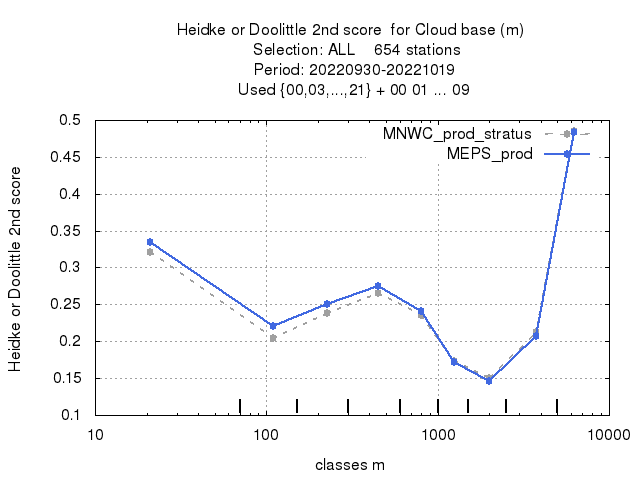 Heidke or Doolittle 2nd score  for Cloud base (m)
Selection: ALL    654 stations
Period: 20220930-20221019
Used {00,03,...,21} + 00 01 ... 09
MNWC_prod_stratus
MEPS_prod
0.5
0.45
0.4
0.35
0.3
0.25
0.2
0.15
0.1
Heidke or Doolittle 2nd score
10
100
1000
10000
classes m